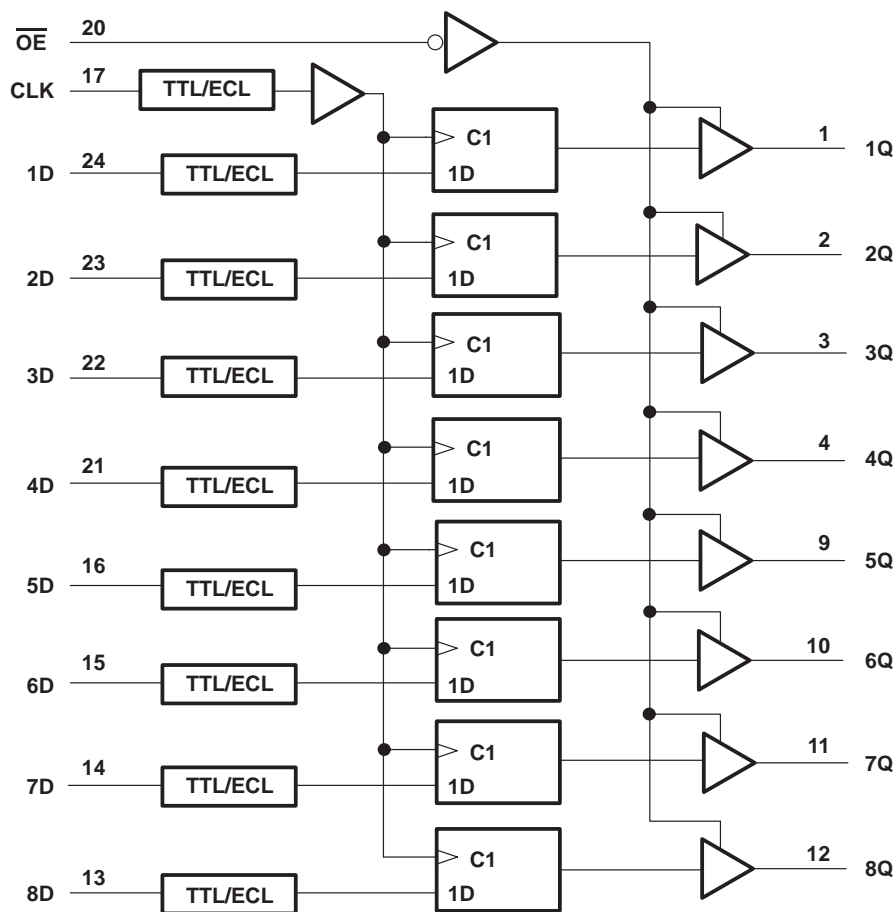 OE 20
CLK 17 TTL/ECL
C1 1 1Q
1D 24 TTL/ECL 1D
C1 2 2Q
2D 23 TTL/ECL 1D
C1 3 3Q
3D 22 TTL/ECL 1D
C1 4 4Q
4D 21 TTL/ECL 1D
C1 9 5Q
5D 16 TTL/ECL 1D
C1 10 6Q
6D 15 TTL/ECL 1D
C1 11 7Q
7D 14 TTL/ECL 1D
C1 12 8Q
8D 13 TTL/ECL 1D